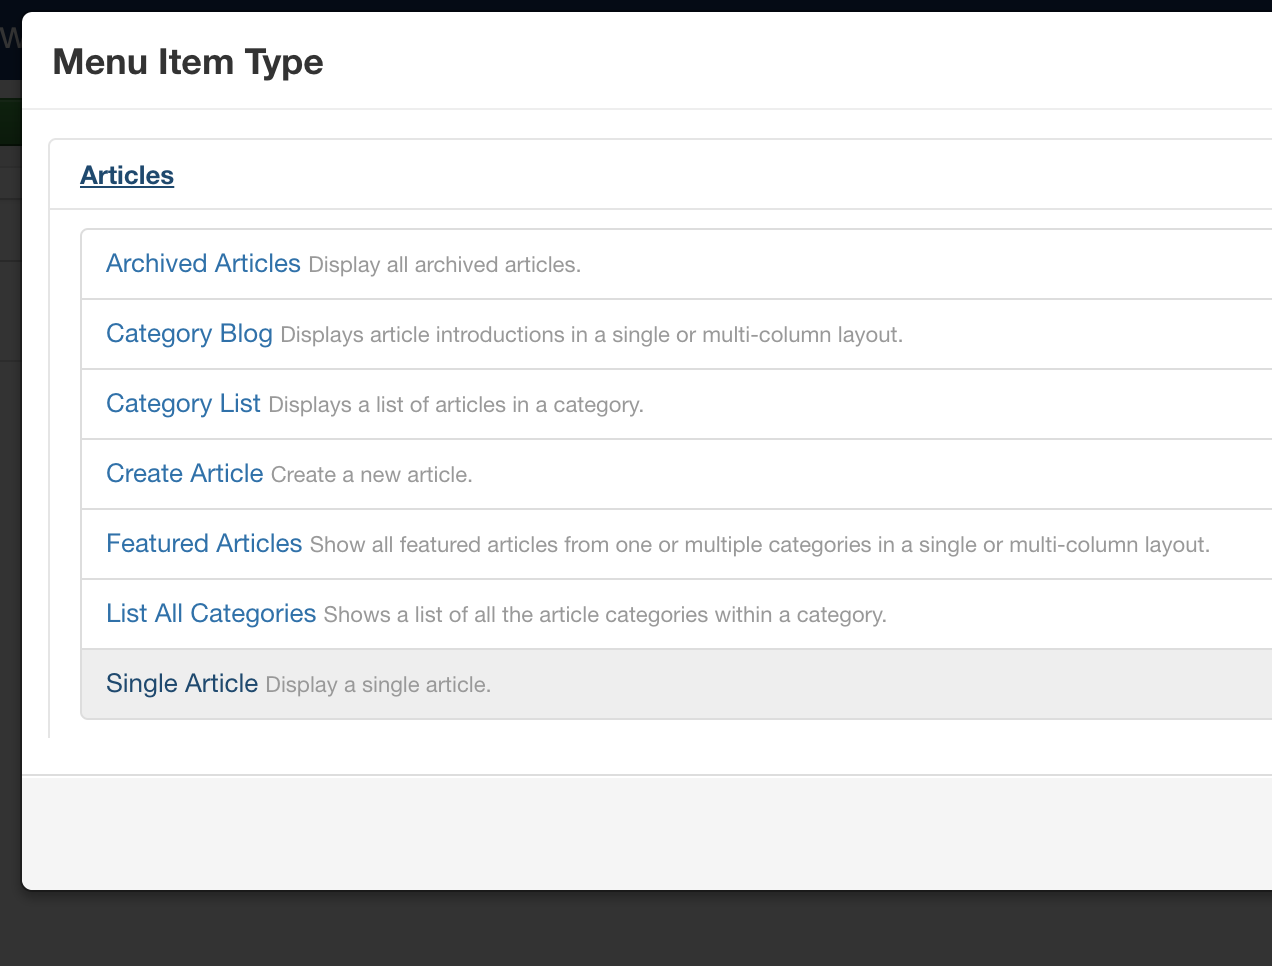 Menu Item Type
Articles
Archived Articles Display all archived articles.
Category Blog Displays article introductions in a single or multi-column layout.
Category List Displays a list of articles in a category.
Create Article Create a new article.
Featured Articles Show all featured articles from one or multiple categories in a single or multi-column layout.
List All Categories Shows a list of all the article categories within a category.
Single Article Display a single article.